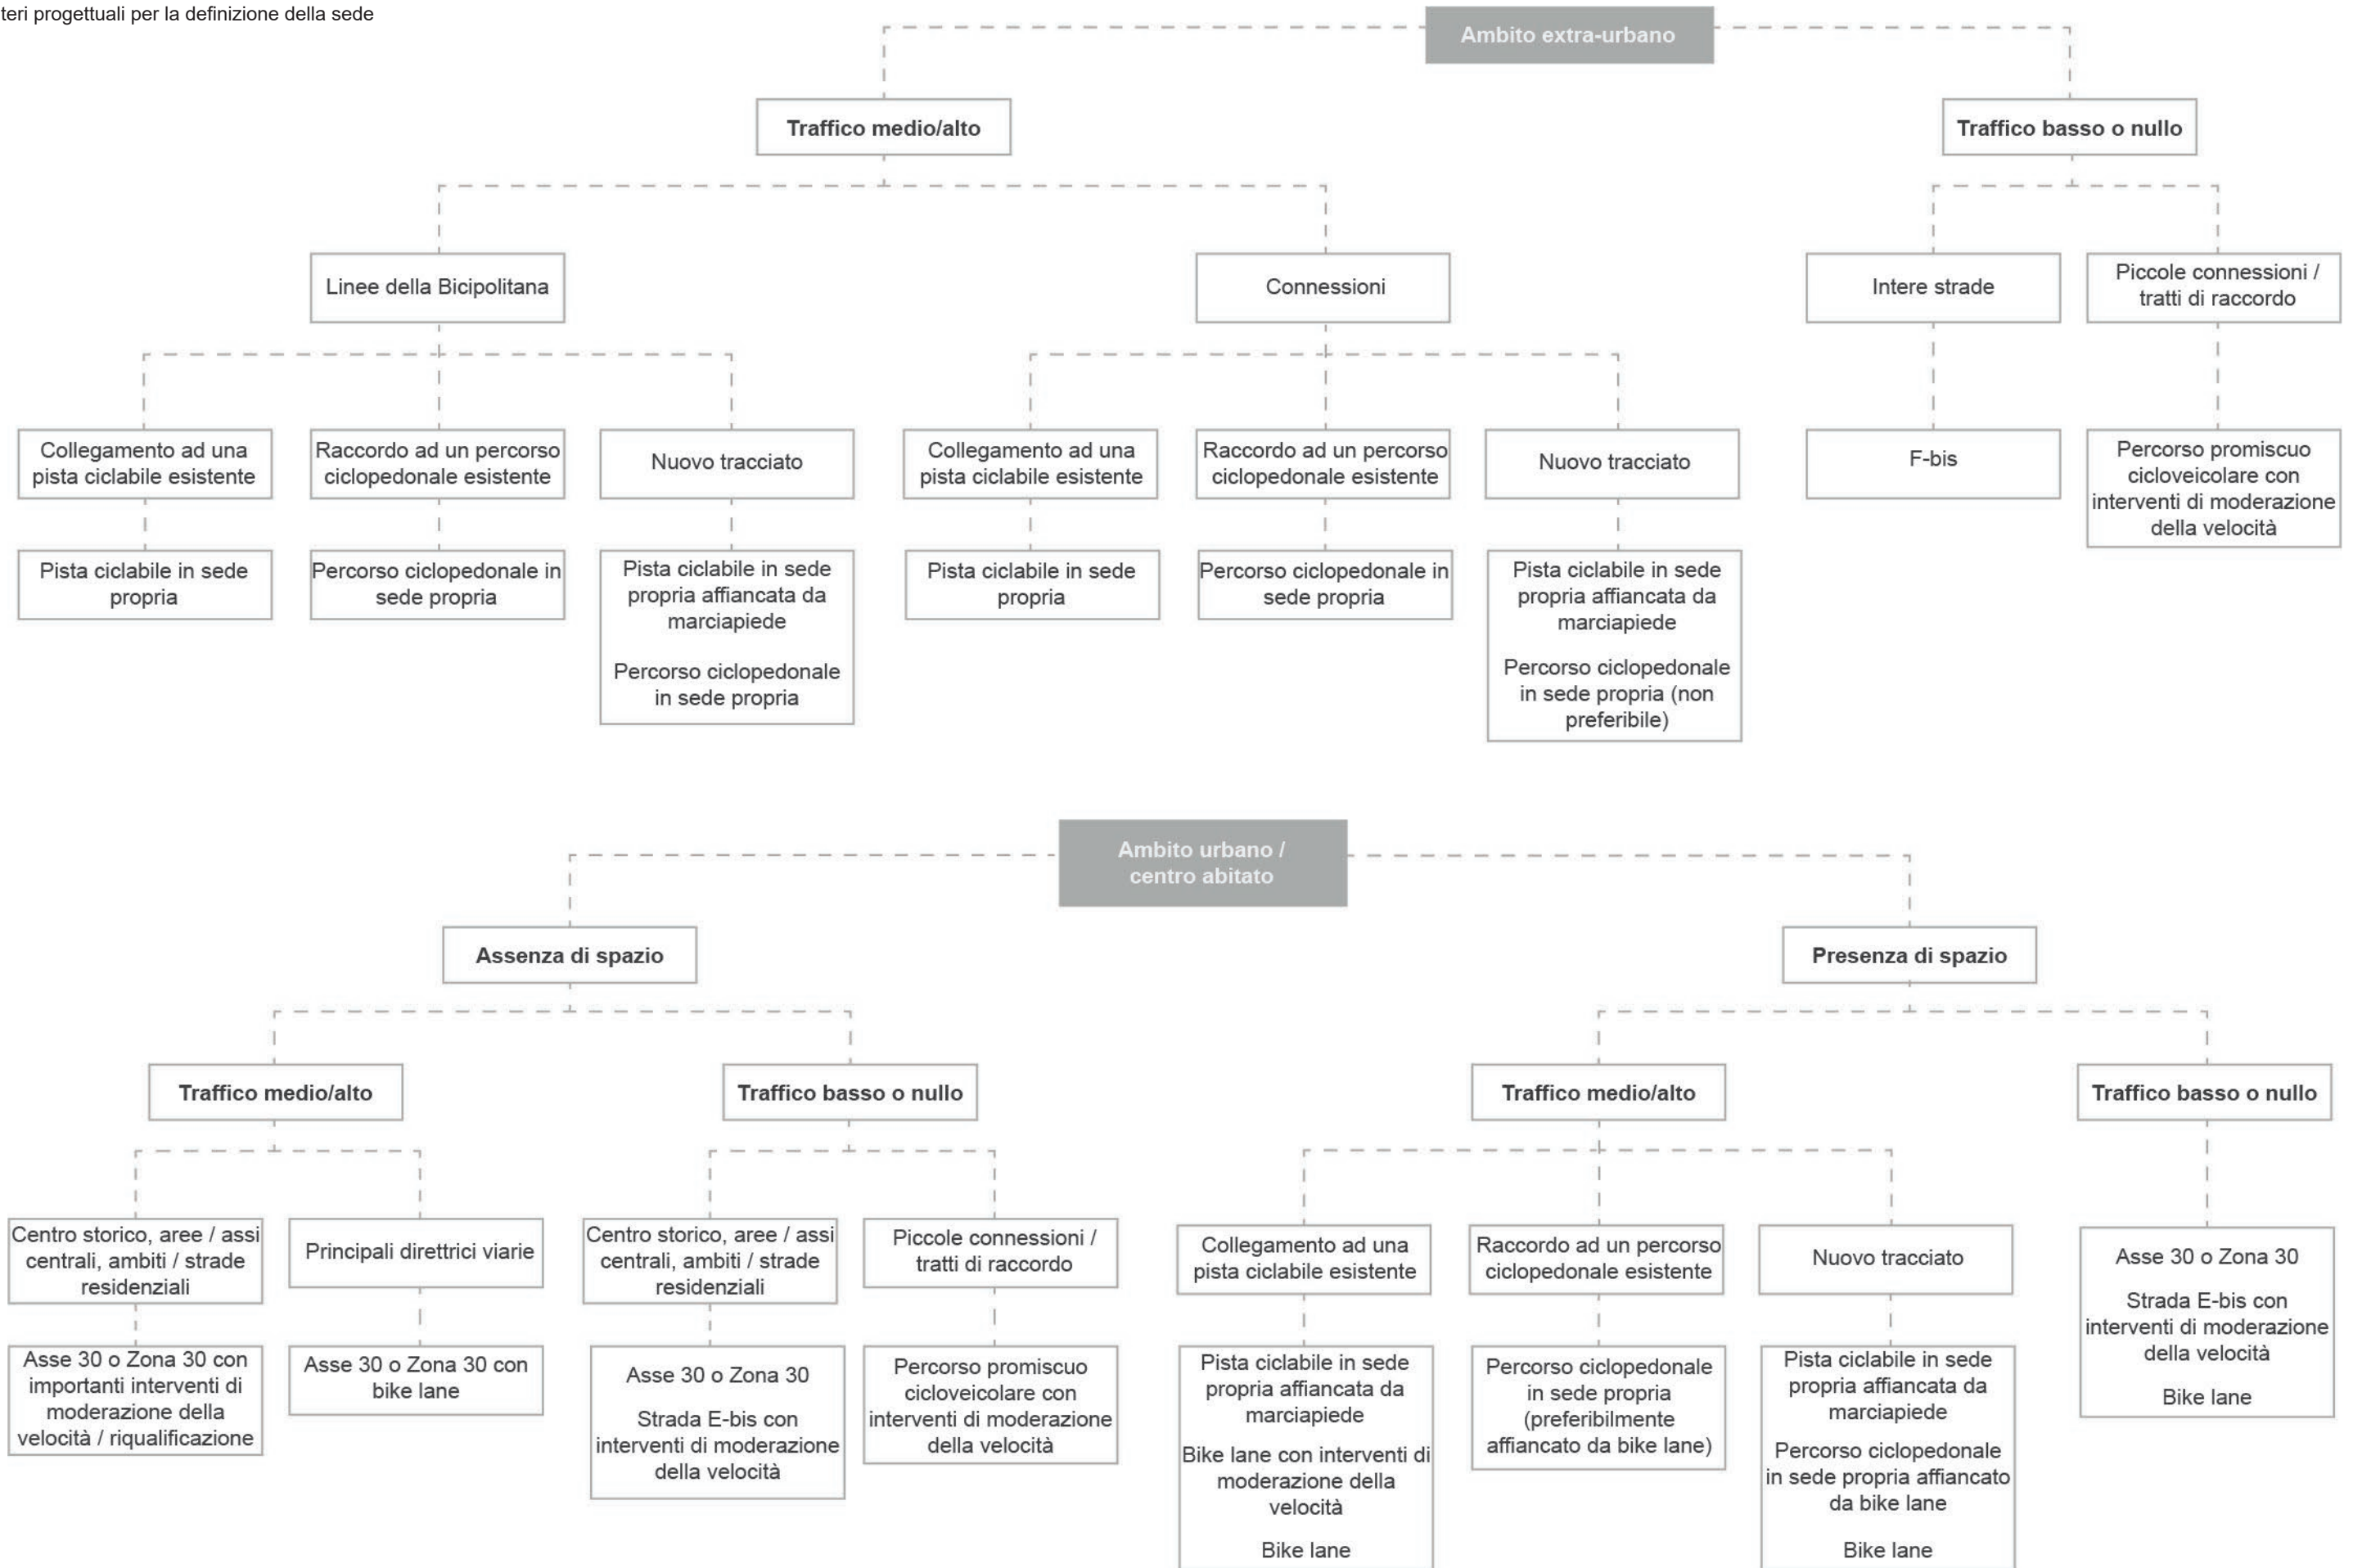 teri progettuali per la definizione della sede
Ambito extra-urbano
Traffico medio/alto
Traffico basso o nullo
Linee della Bicipolitana
Connessioni
Intere strade
Piccole connessioni /
tratti di raccordo
Collegamento ad una
pista ciclabile esistente
Raccordo ad un percorso
ciclopedonale esistente
Nuovo tracciato
Collegamento ad una
pista ciclabile esistente
Raccordo ad un percorso
ciclopedonale esistente
Nuovo tracciato
F-bis
Percorso promiscuo
cicloveicolare con
interventi di moderazione
della velocità
Pista ciclabile in sede
propria
Percorso ciclopedonale in
sede propria
Pista ciclabile in sede
propria affiancata da
marciapiede
Percorso ciclopedonale
in sede propria
Pista ciclabile in sede
propria
Percorso ciclopedonale in
sede propria
Pista ciclabile in sede
propria affiancata da
marciapiede
Percorso ciclopedonale
in sede propria (non
preferibile)
Ambito urbano /
centro abitato
Assenza di spazio
Presenza di spazio
Traffico medio/alto
Traffico basso o nullo
Traffico medio/alto
Traffico basso o nullo
Centro storico, aree / assi
centrali, ambiti / strade
residenziali
Principali direttrici viarie
Centro storico, aree / assi
centrali, ambiti / strade
residenziali
Piccole connessioni /
tratti di raccordo
Collegamento ad una
pista ciclabile esistente
Raccordo ad un percorso
ciclopedonale esistente
Nuovo tracciato
Asse 30 o Zona 30
Strada E-bis con
interventi di moderazione
della velocità
Bike lane
Asse 30 o Zona 30 con
importanti interventi di
moderazione della
velocità / riqualificazione
Asse 30 o Zona 30 con
bike lane
Asse 30 o Zona 30
Strada E-bis con
interventi di moderazione
della velocità
Percorso promiscuo
cicloveicolare con
interventi di moderazione
della velocità
Pista ciclabile in sede
propria affiancata da
marciapiede
Bike lane con interventi di
moderazione della
velocità
Bike lane
Percorso ciclopedonale
in sede propria
(preferibilmente
affiancato da bike lane)
Pista ciclabile in sede
propria affiancata da
marciapiede
Percorso ciclopedonale
in sede propria affiancato
da bike lane
Bike lane